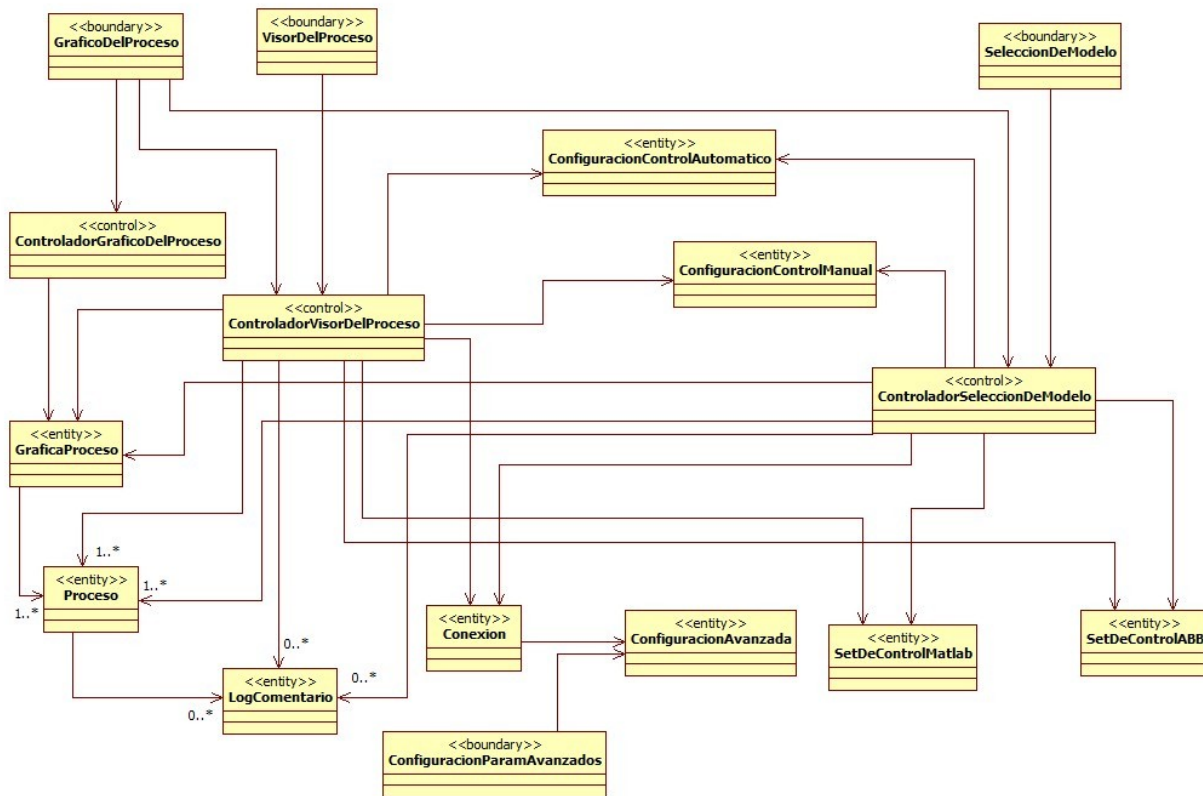 <<boundary>>
GraficoDelProceso
<<boundary>>
VisorDelProceso
<<boundary>>
SeleccionDeModelo
<<entity>>
ConfiguracionControlAutomatico
<<control>>
ControladorGraficoDelProceso
<<entity>>
ConfiguracionControlManual
<<control>>
ControladorVisorDelProceso
<<control>>
ControladorSeleccionDeModelo
<<entity>>
GraficaProceso
1..*
<<entity>>
Proceso
1..*
1..*
<<entity>>
Conexion
<<entity>>
ConfiguracionAvanzada
<<entity>>
SetDeControlMatlab
<<entity>>
SetDeControlABB
0..*
<<entity>>
LogComentario
0..*
0..*
<<boundary>>
ConfiguracionParamAvanzados